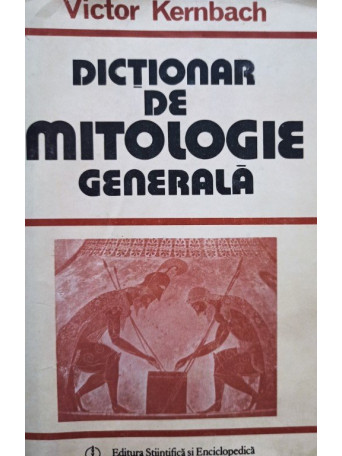 Victor Kernbach
DICȚIONAR
DE
MITOLOGIE
GENERALĂ
Editura Științifică și Enciclopedică